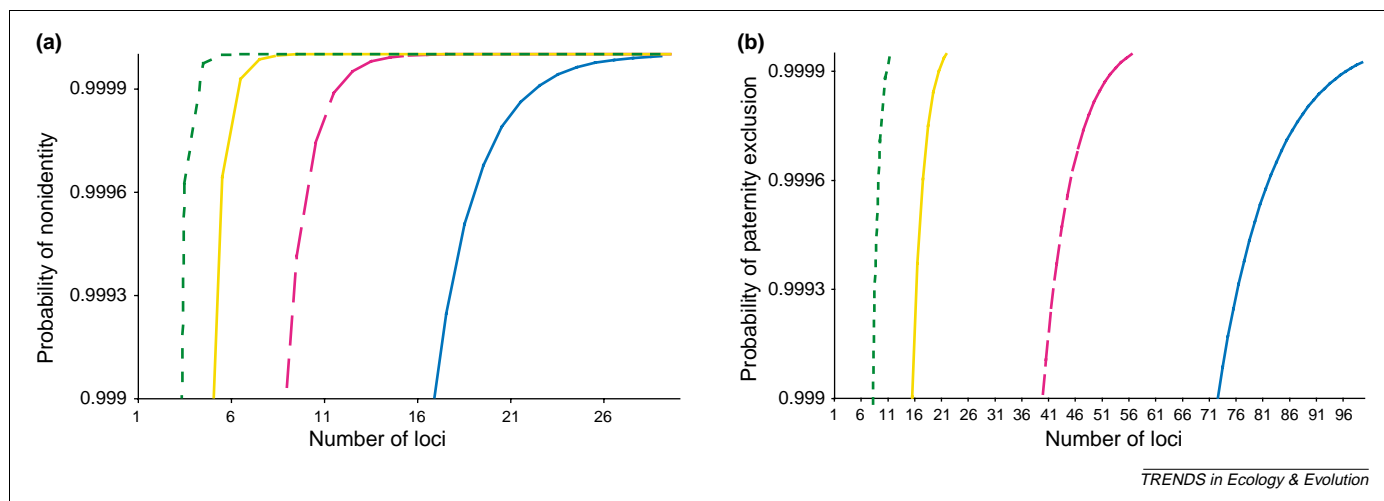 (a)
Probability of nonidentity
0.9999
0.9996
0.9993
0.999
1 6 11 16 21 26
Number of loci
(b)
Probability of paternity exclusion
0.9999
0.9996
0.9993
0.999
1 6 11 16 21 26 31 36 41 46 51 56 61 66 71 76 81 86 91 96
Number of loci
TRENDS in Ecology & Evolution